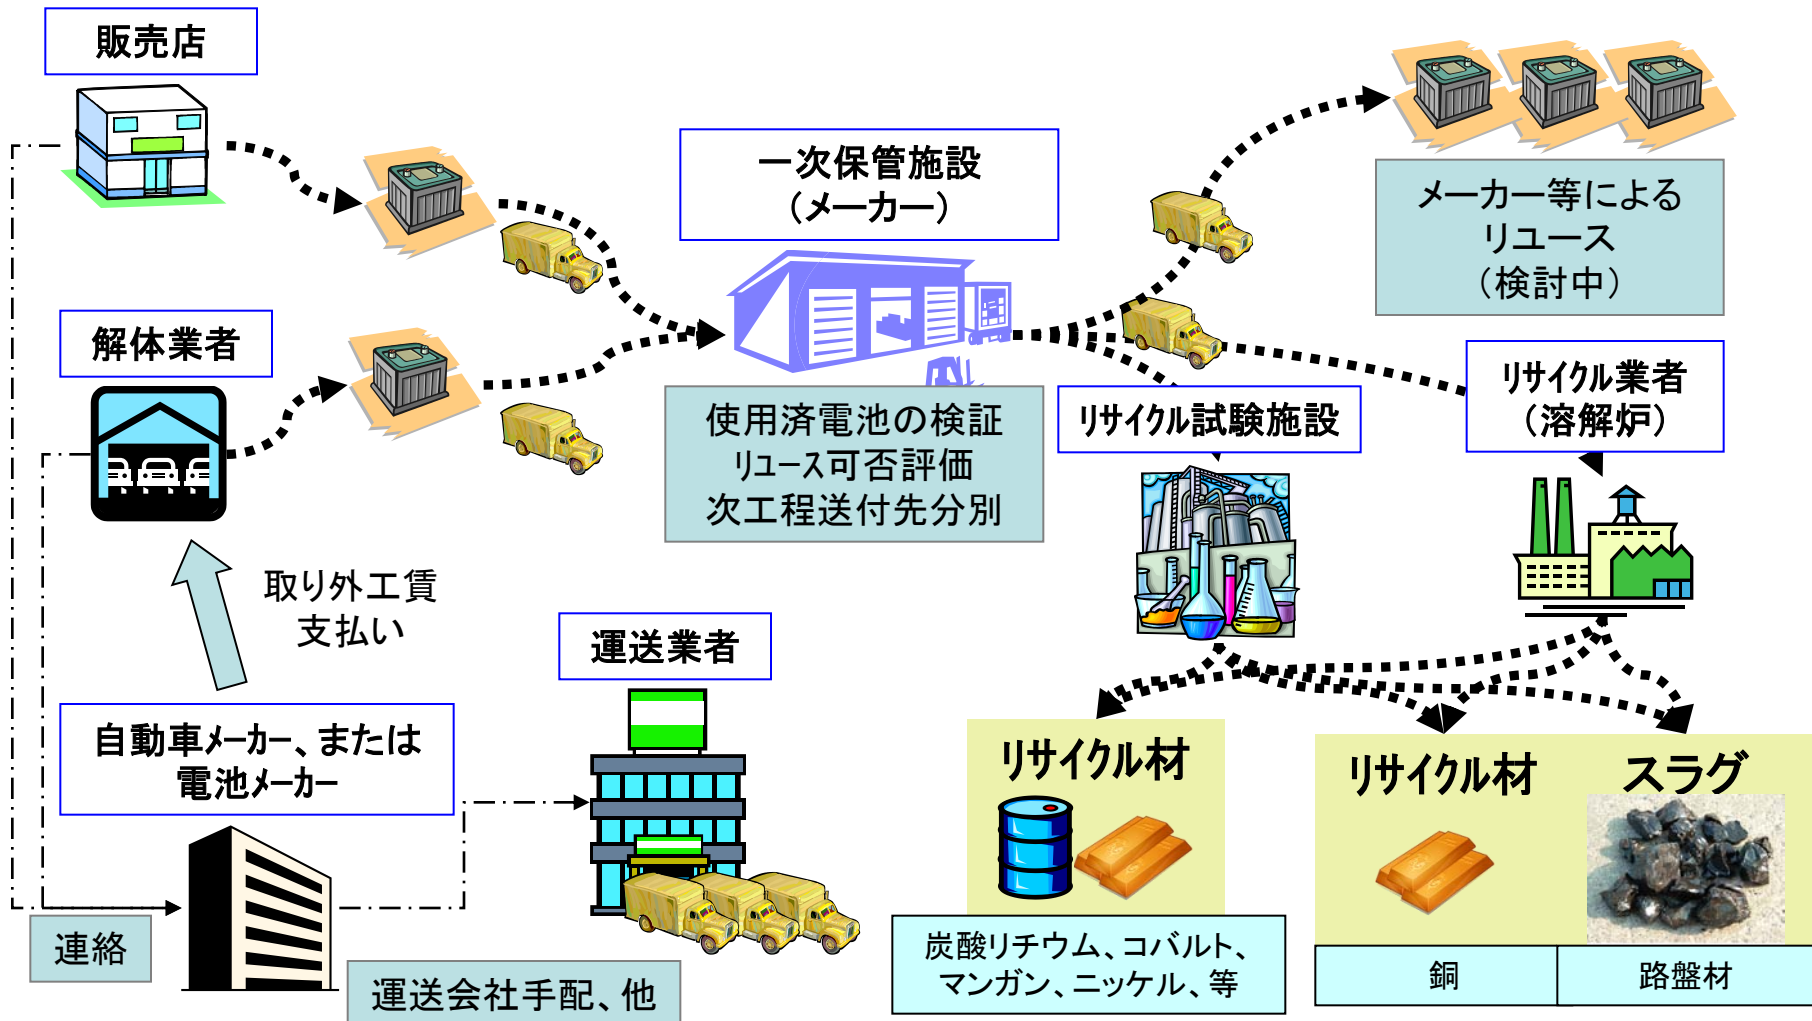 販売店
一次保管施設
（メーカー）
メーカー等による
リユース
（検討中）
解体業者
リサイクル業者
（溶解炉）
使用済電池の検証
リユース可否評価
次工程送付先分別
リサイクル試験施設
取り外工賃
支払い
運送業者
自動車メーカー、または
電池メーカー
リサイクル材
リサイクル材
スラグ
連絡
運送会社手配、他
炭酸リチウム、コバルト、
マンガン、ニッケル、等
銅
路盤材